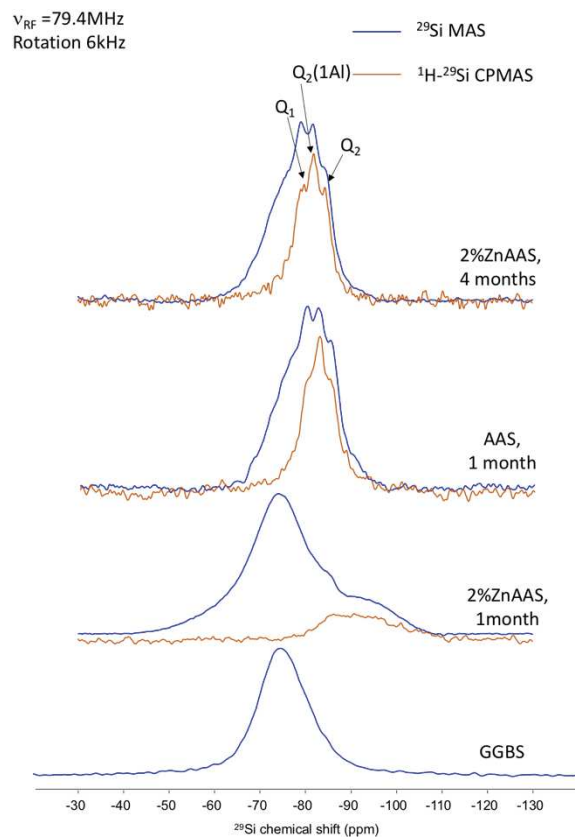 νRF =79.4MHz
Rotation 6kHz
29Si MAS
1H-29Si CPMAS
Q2(1Al)
Q1
Q2
2%ZnAAS,
4 months
AAS,
1 month
2%ZnAAS,
1month
GGBS
-30 -40 -50 -60 -70 -80 -90 -100 -110 -120 -130
29Si chemical shift (ppm)